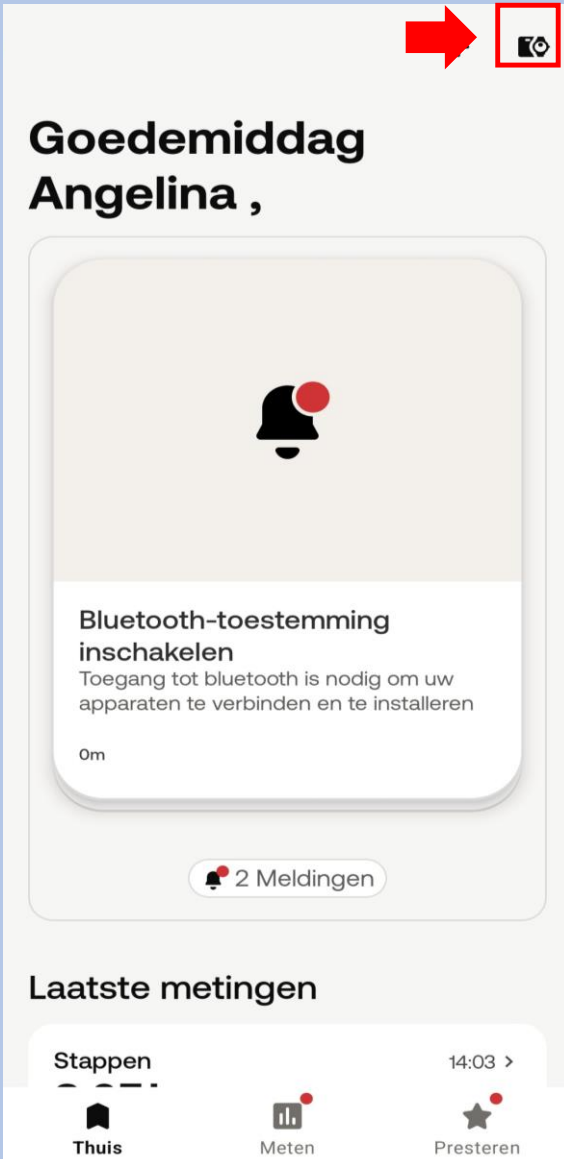 Goedemiddag
Angelina ,
Bluetooth-toestemming
inschakelen
Toegang tot bluetooth is nodig om uw
apparaten te verbinden en te installeren
0m
2 Meldingen
Laatste metingen
Stappen
14:03 >
Thuis
Meten
Presteren